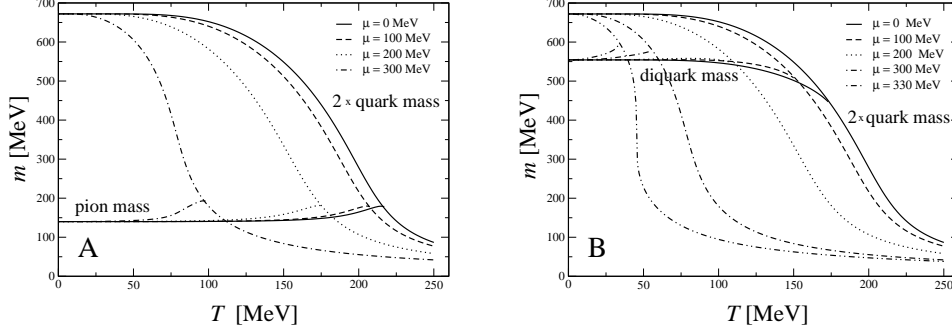 700
600
500
400
300
200
100
0
m [MeV]
0
50
100
150
200
250
T [MeV]
μ = 0 MeV
μ = 100 MeV
μ = 200 MeV
μ = 300 MeV
2 x quark mass
pion mass
A
700
600
500
400
300
200
100
0
m [MeV]
0
50
100
150
200
250
T [MeV]
μ = 0 MeV
μ = 100 MeV
μ = 200 MeV
μ = 300 MeV
μ = 330 MeV
diquark mass
2 x quark mass
B